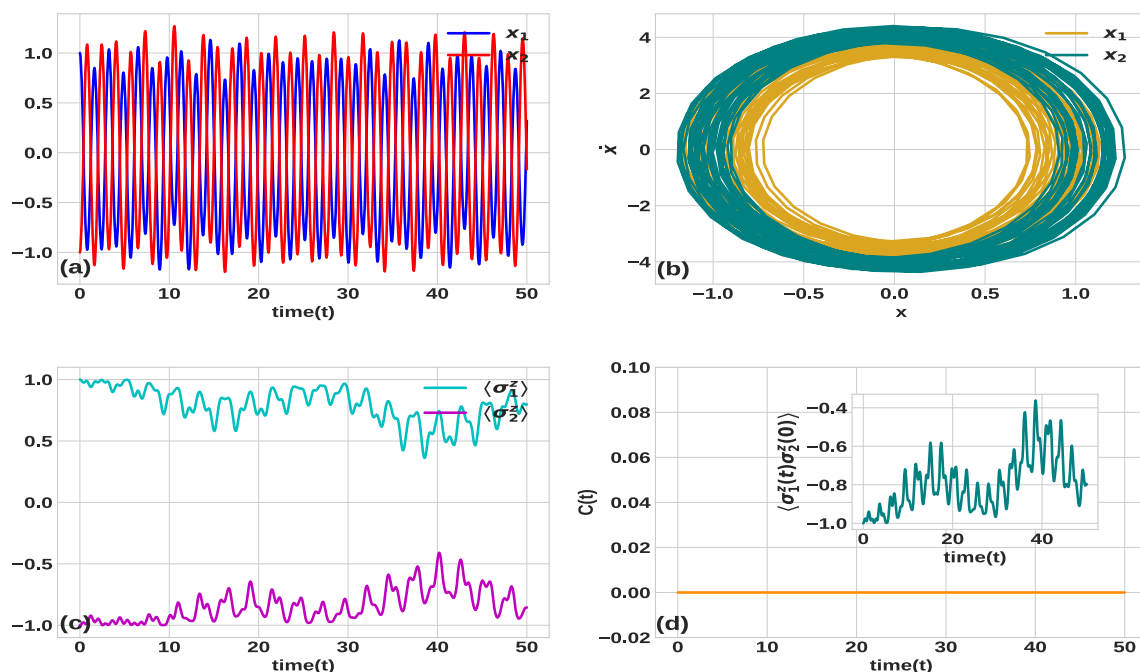 1.0
0.5
0.0
−0.5
−1.0
x₁
x₂
(a)
0 10 20 30 40 50
time(t)
4
2
0
−2
−4
ẋ
x₁
x₂
(b)
−1.0 −0.5 0.0 0.5 1.0
x
1.0
0.5
0.0
−0.5
−1.0
⟨σ₁ᶻ⟩
⟨σ₂ᶻ⟩
(c)
0 10 20 30 40 50
time(t)
0.10
0.08
0.06
0.04
0.02
0.00
−0.02
C(t)
⟨σ₁ᶻ(t)σ₂ᶻ(0)⟩
−0.4
−0.6
−0.8
−1.0
0 20 40
time(t)
(d)
0 10 20 30 40 50
time(t)